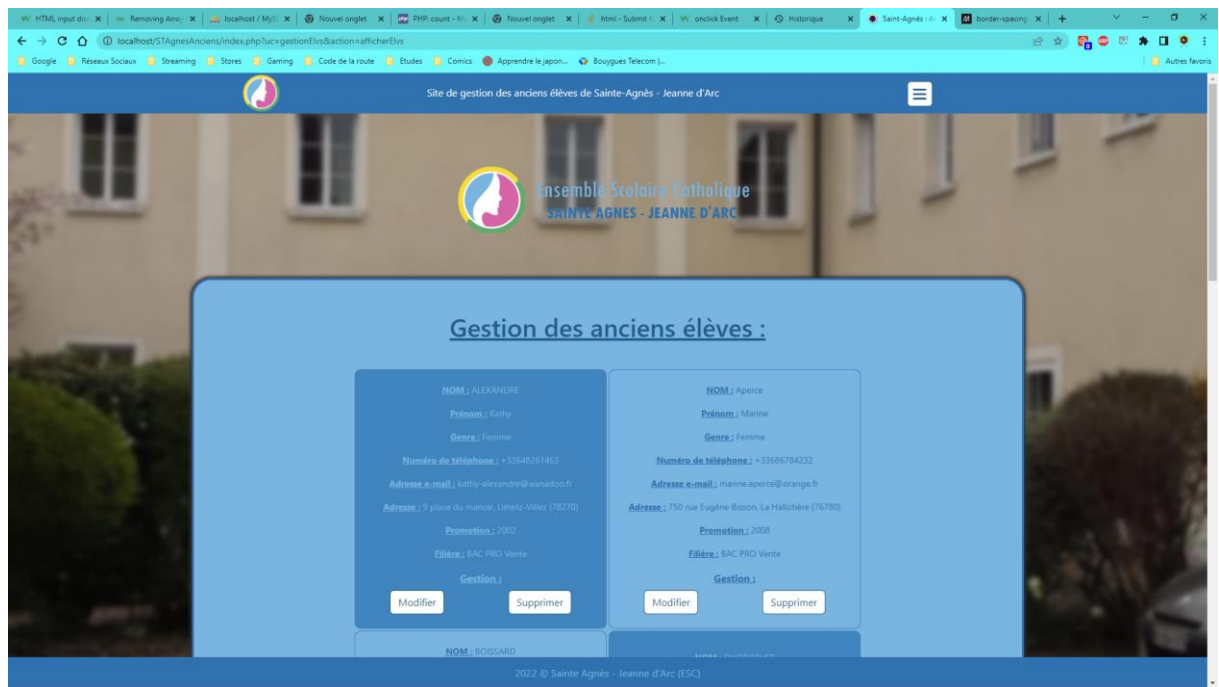 HTML input dis
Removing Array
localhost / MyS
Nouvel onglet
PHP: count - M
Nouvel onglet
html - Submit
onclick Event
Historique
Saint-Agnés : A
border-spacing
localhost/STAgnesAnciens/index.php?uc=gestionElvs&action=afficherElvs
Google
Réseaux Sociaux
Streaming
Stores
Gaming
Code de la route
Etudes
Comics
Apprendre le japon...
Bouygues Telecom |...
Autres favoris
Site de gestion des anciens élèves de Sainte-Agnès - Jeanne d'Arc
Ensemble Scolaire Catholique
SAINTE AGNES - JEANNE D'ARC
Gestion des anciens élèves :
NOM : ALEXANDRE
Prénom : Kathy
Genre : Femme
Numéro de téléphone : +33648261463
Adresse e-mail : kathy-alexandre@wanadoo.fr
Adresse : 9 place du manoir, Limetz-Villez (78270)
Promotion : 2002
Filière : BAC PRO Vente
Gestion :
Modifier
Supprimer
NOM : Aperce
Prénom : Marine
Genre : Femme
Numéro de téléphone : +33686784232
Adresse e-mail : marine.aperce@orange.fr
Adresse : 750 rue Eugène Bisson, La Hallotière (76780)
Promotion : 2008
Filière : BAC PRO Vente
Gestion :
Modifier
Supprimer
NOM : BOISSARD
2022 © Sainte Agnès - Jeanne d'Arc (ESC)